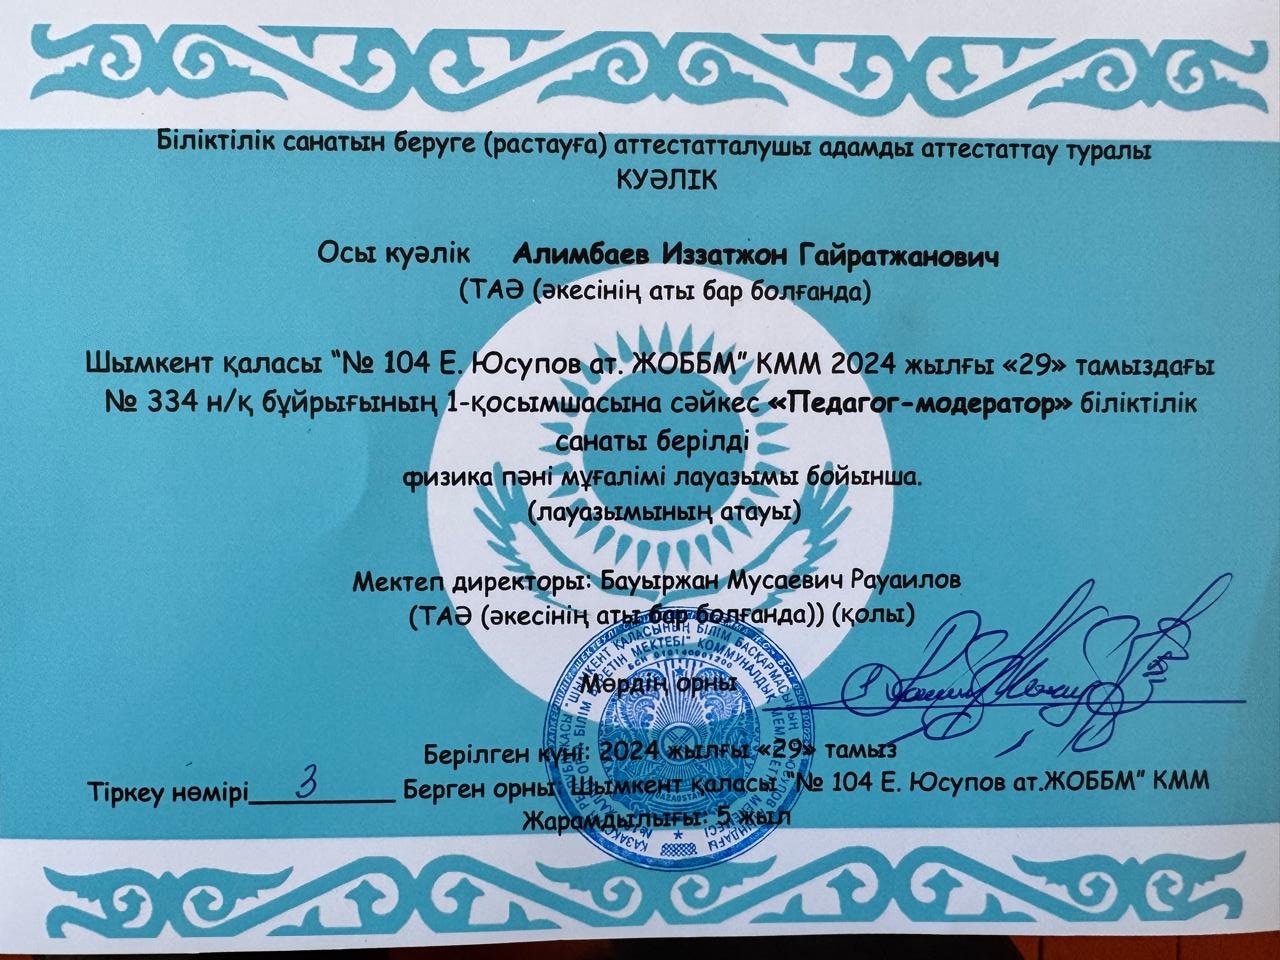 Біліктілік санатын беруге (растауға) аттестатталушы адамды аттестаттау туралы
КУӘЛІК
Осы куәлік Алимбаев Иззатжон Гайратжанович
(ТАӘ (әкесінің аты бар болғанда)
Шымкент қаласы "№ 104 Е. Юсупов ат. ЖОББМ" КММ 2024 жылғы «29» тамыздағы
№ 334 н/қ бұйрығының 1-қосымшасына сәйкес «Педагог-модератор» біліктілік
санаты берілді
физика пәні мұғалімі лауазымы бойынша.
(лауазымының атауы)
Мектеп директоры: Бауыржан Мусаевич Рауаилов
(ТАӘ (әкесінің аты бар болғанда)) (қолы)
Мөрдің орны
Берілген күні: 2024 жылғы «29» тамыз
Тіркеу нөмірі 3 Берген орны: Шымкент қаласы "№ 104 Е. Юсупов ат.ЖОББМ" КММ
Жарамдылығы: 5 жыл